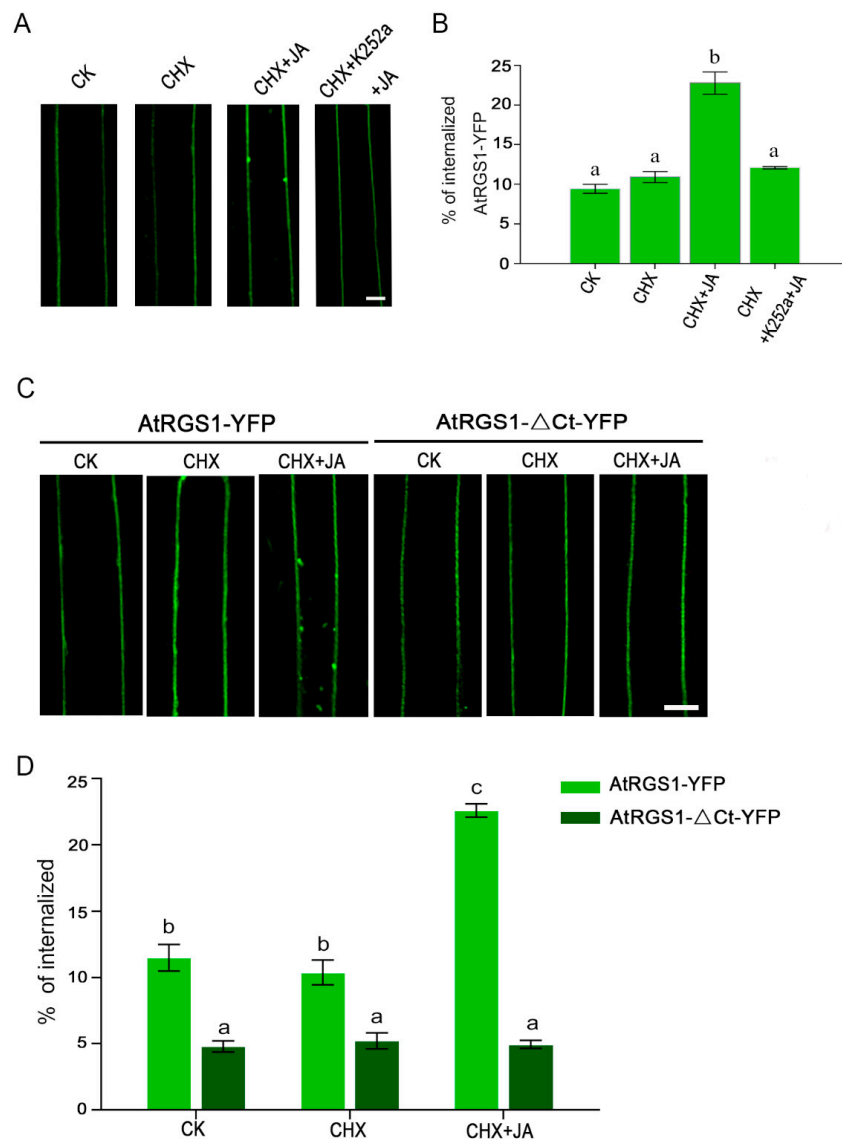 A
CK
CHX
CHX+JA
CHX+K252a
+JA
B
% of internalized
AtRGS1-YFP
25
20
15
10
5
0
a
a
b
a
CK
CHX
CHX+JA
CHX
+K252a+JA
C
AtRGS1-YFP
AtRGS1-△Ct-YFP
CK
CHX
CHX+JA
CK
CHX
CHX+JA
D
% of internalized
25
20
15
10
5
0
b
a
b
a
c
a
CK
CHX
CHX+JA
AtRGS1-YFP
AtRGS1-△Ct-YFP